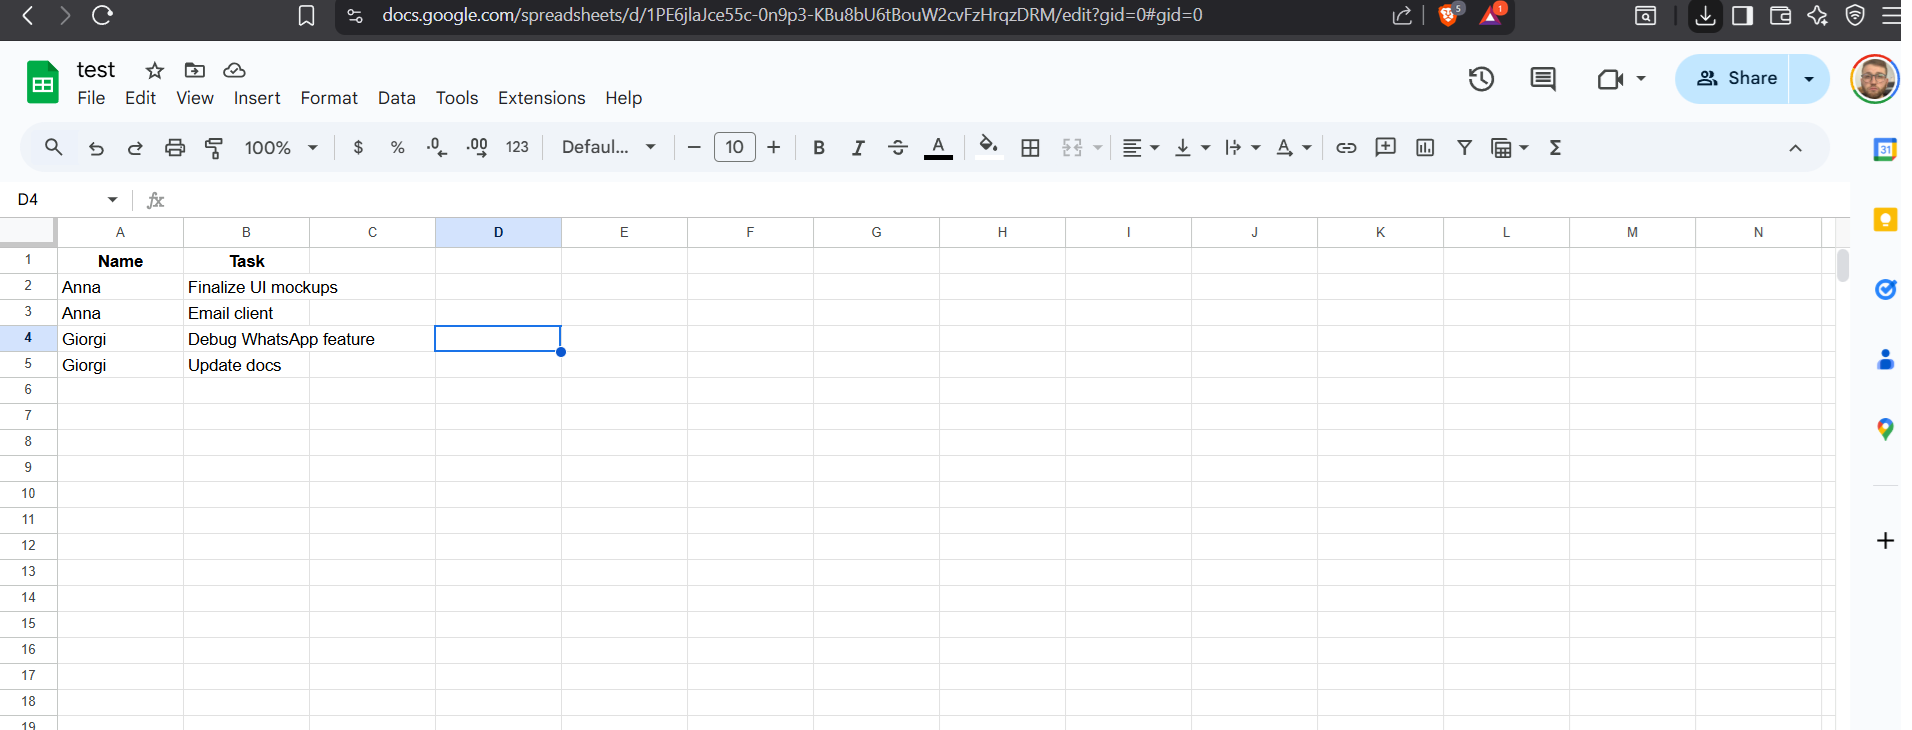 docs.google.com/spreadsheets/d/1PE6jlaJce55c-0n9p3-KBu8bU6tBouW2cvFzHrqzDRM/edit?gid=0#gid=0
5
1
test
File Edit View Insert Format Data Tools Extensions Help
Share
100% $ % .0 .00 123 Defaul... − 10 + B I A Σ
31
D4 fx
A B C D E F G H I J K L M N
1 Name Task
2 Anna Finalize UI mockups
3 Anna Email client
4 Giorgi Debug WhatsApp feature
5 Giorgi Update docs
6
7
8
9
10
11
12
13
14
15
16
17
18
19